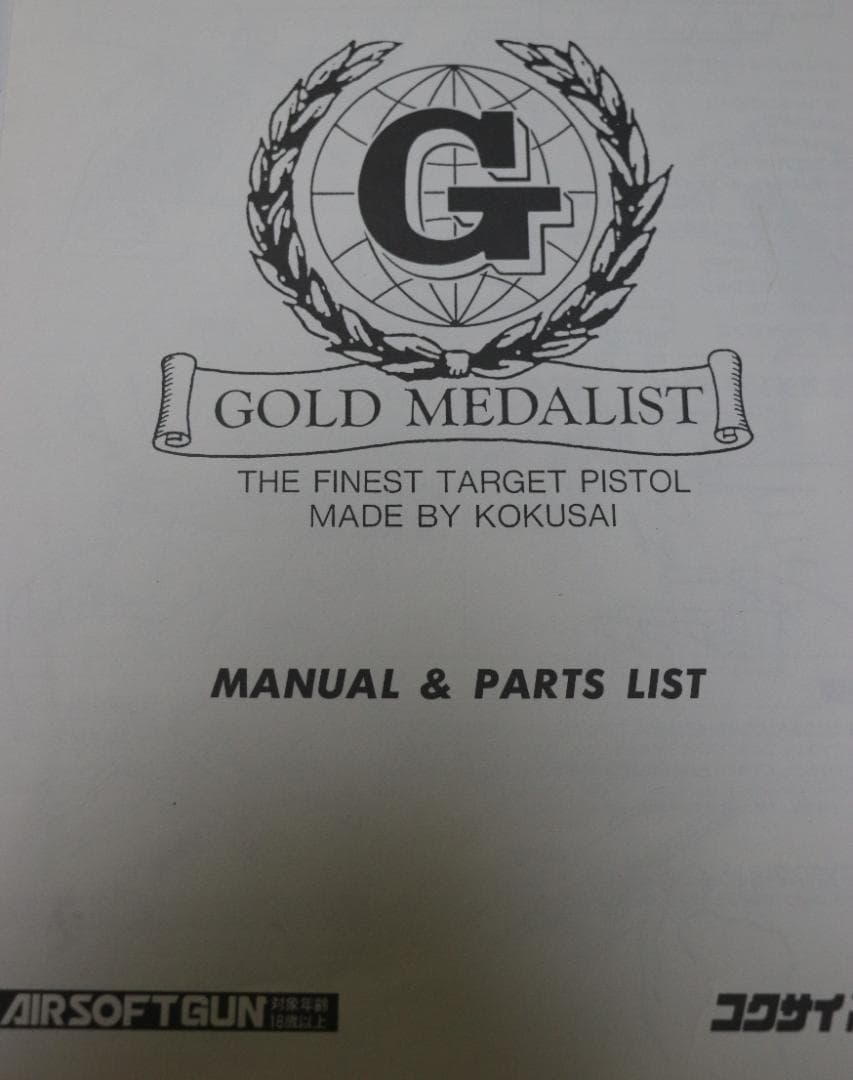 G
GOLD MEDALIST
THE FINEST TARGET PISTOL
MADE BY KOKUSAI
MANUAL & PARTS LIST
AIRSOFTGUN 対象年齢
18歳以上
コクサイ